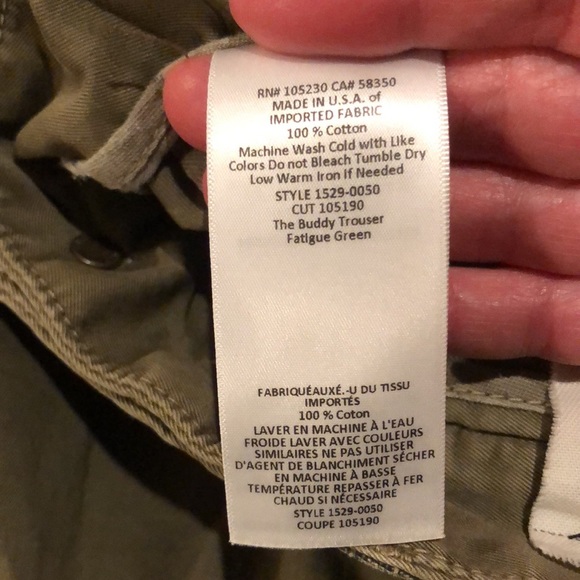 RN# 105230 CA# 58350
MADE IN U.S.A. of
IMPORTED FABRIC
100 % Cotton
Machine Wash Cold with Like
Colors Do not Bleach Tumble Dry
Low Warm Iron If Needed
STYLE 1529-0050
CUT 105190
The Buddy Trouser
Fatigue Green
FABRIQUÉAUXÉ.-U DU TISSU
IMPORTÉS
100 % Coton
LAVER EN MACHINE À L'EAU
FROIDE LAVER AVEC COULEURS
SIMILAIRES NE PAS UTILISER
D'AGENT DE BLANCHIMENT SÉCHER
EN MACHINE À BASSE
TEMPÉRATURE REPASSER À FER
CHAUD SI NÉCESSAIRE
STYLE 1529-0050
COUPE 105190